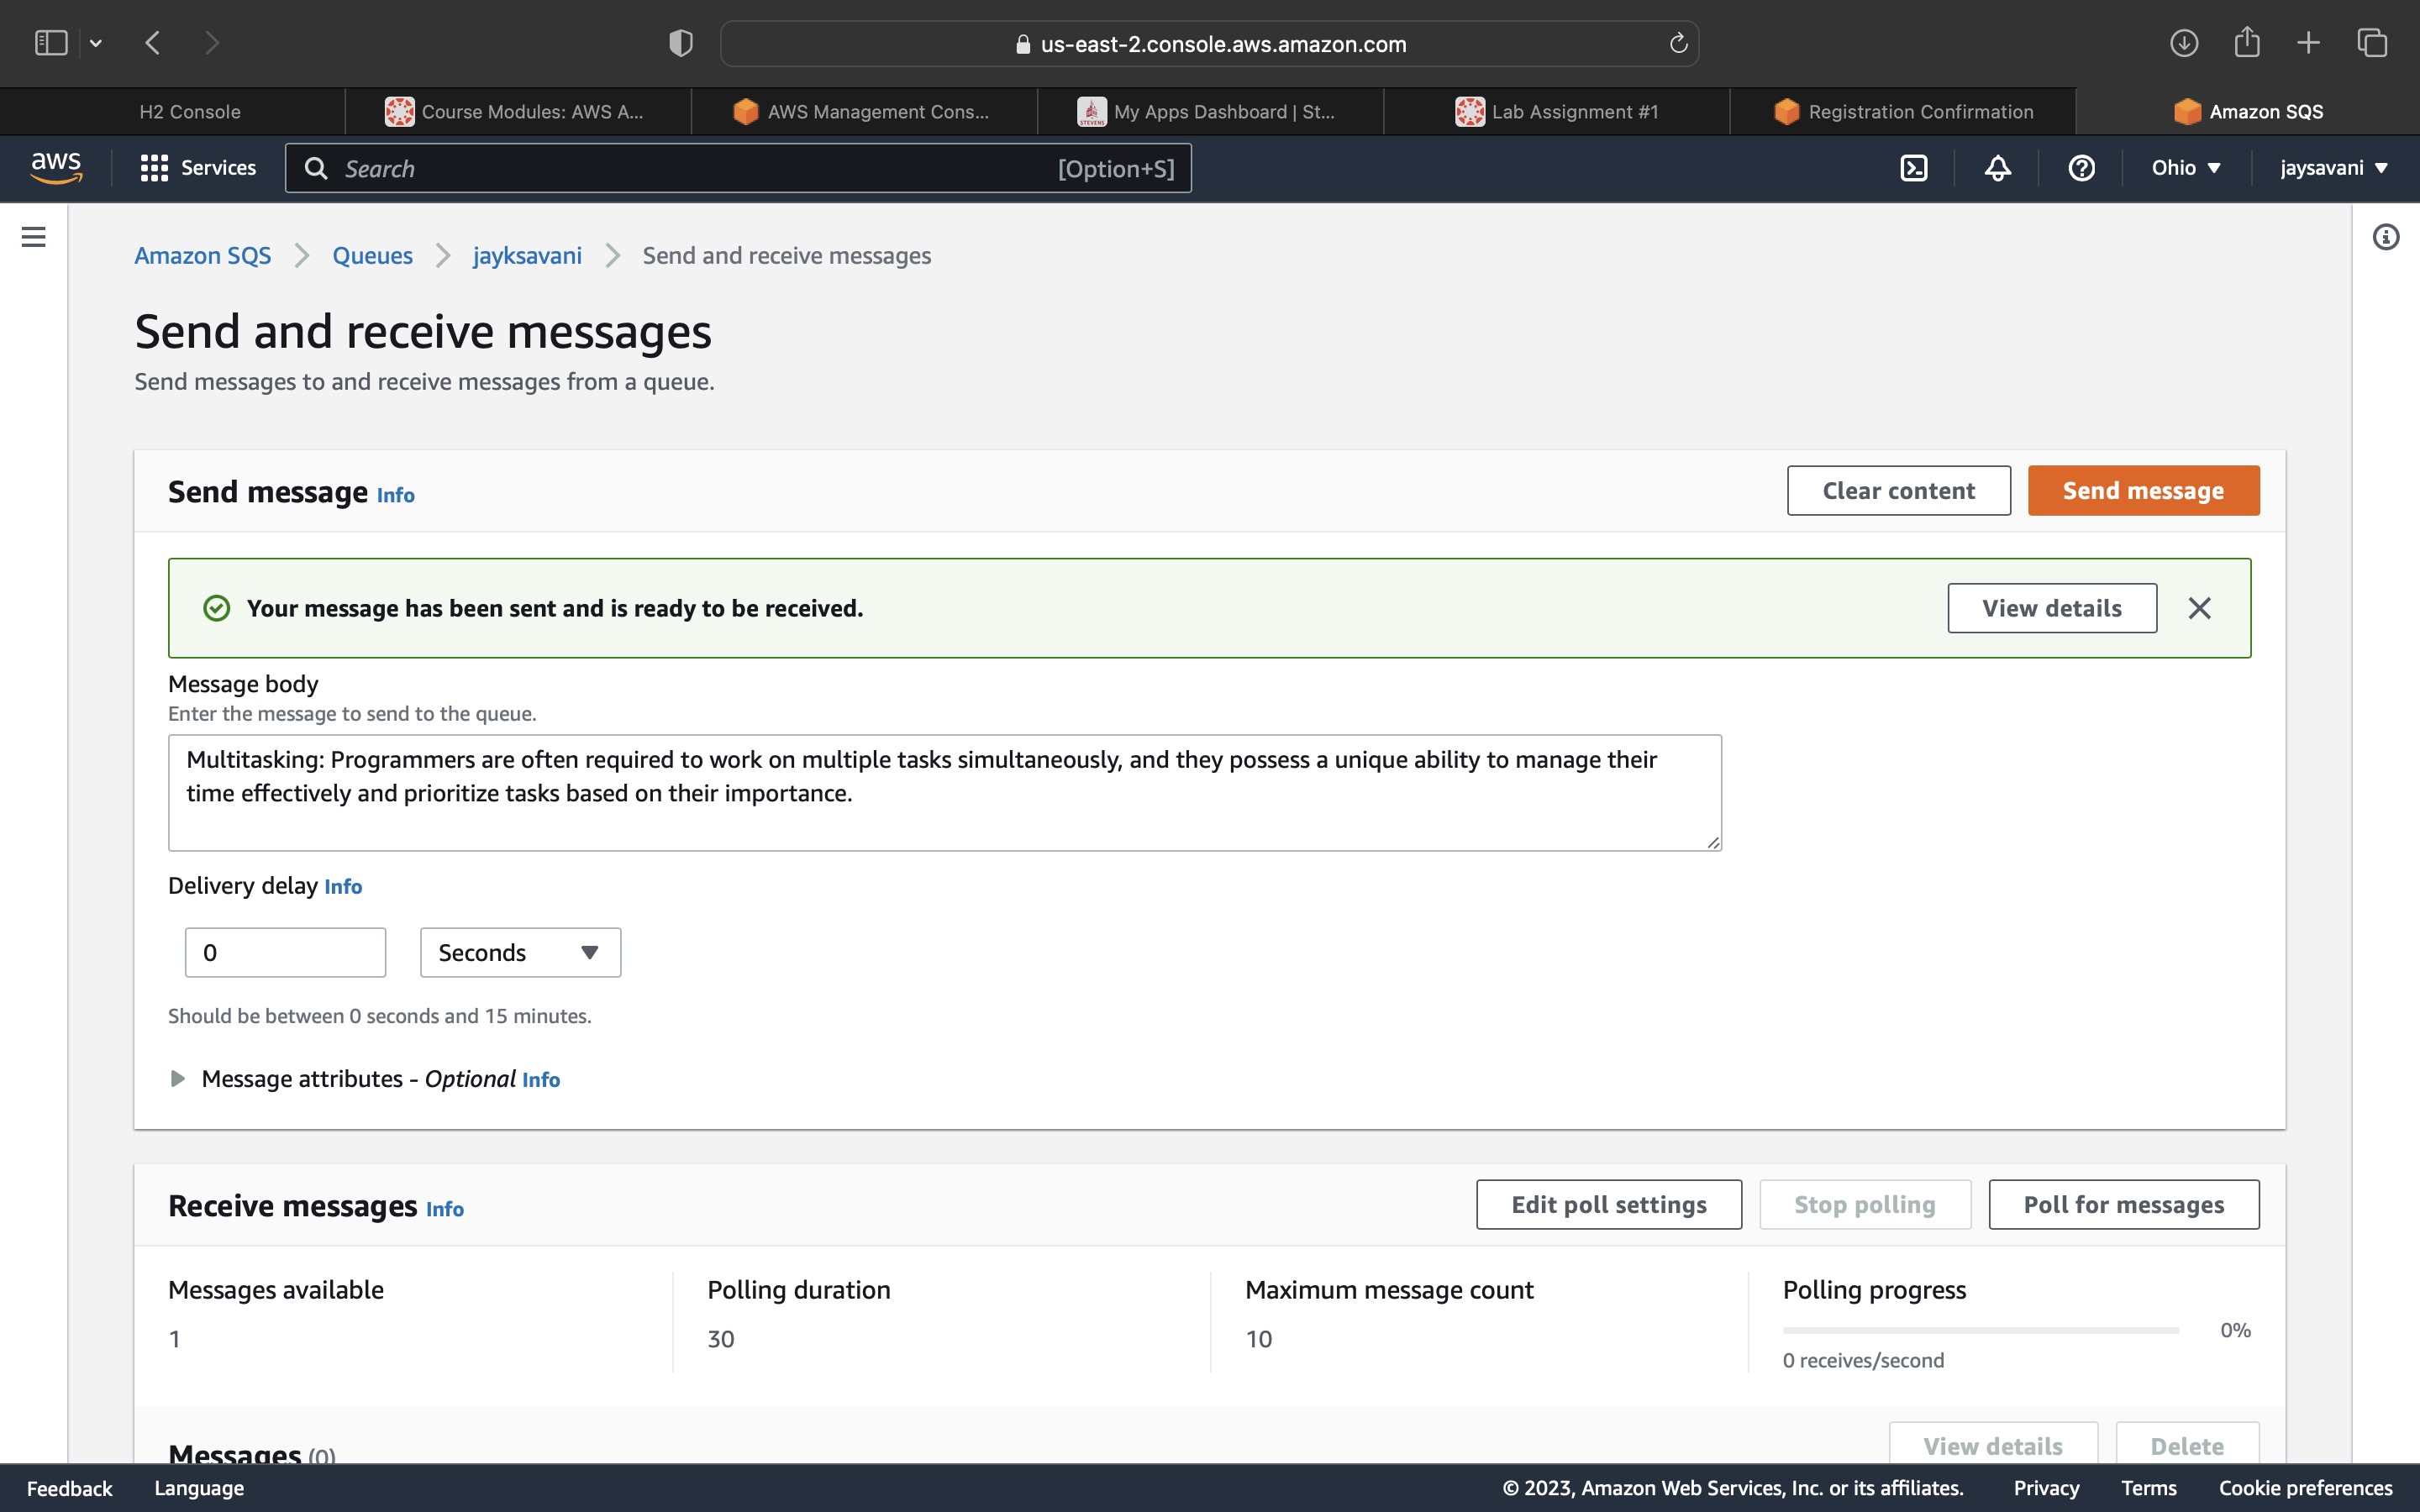 us-east-2.console.aws.amazon.com
H2 Console
Course Modules: AWS A...
AWS Management Cons...
My Apps Dashboard | St...
Lab Assignment #1
Registration Confirmation
Amazon SQS
aws
Services
Search
[Option+S]
Ohio
jaysavani
Amazon SQS
Queues
jayksavani
Send and receive messages
Send and receive messages
Send messages to and receive messages from a queue.
Send message Info
Clear content
Send message
Your message has been sent and is ready to be received.
View details
Message body
Enter the message to send to the queue.
Multitasking: Programmers are often required to work on multiple tasks simultaneously, and they possess a unique ability to manage their
time effectively and prioritize tasks based on their importance.
Delivery delay Info
0
Seconds
Should be between 0 seconds and 15 minutes.
Message attributes - Optional Info
Receive messages Info
Edit poll settings
Stop polling
Poll for messages
Messages available
1
Polling duration
30
Maximum message count
10
Polling progress
0%
0 receives/second
Messages (0)
View details
Delete
Feedback
Language
© 2023, Amazon Web Services, Inc. or its affiliates.
Privacy
Terms
Cookie preferences